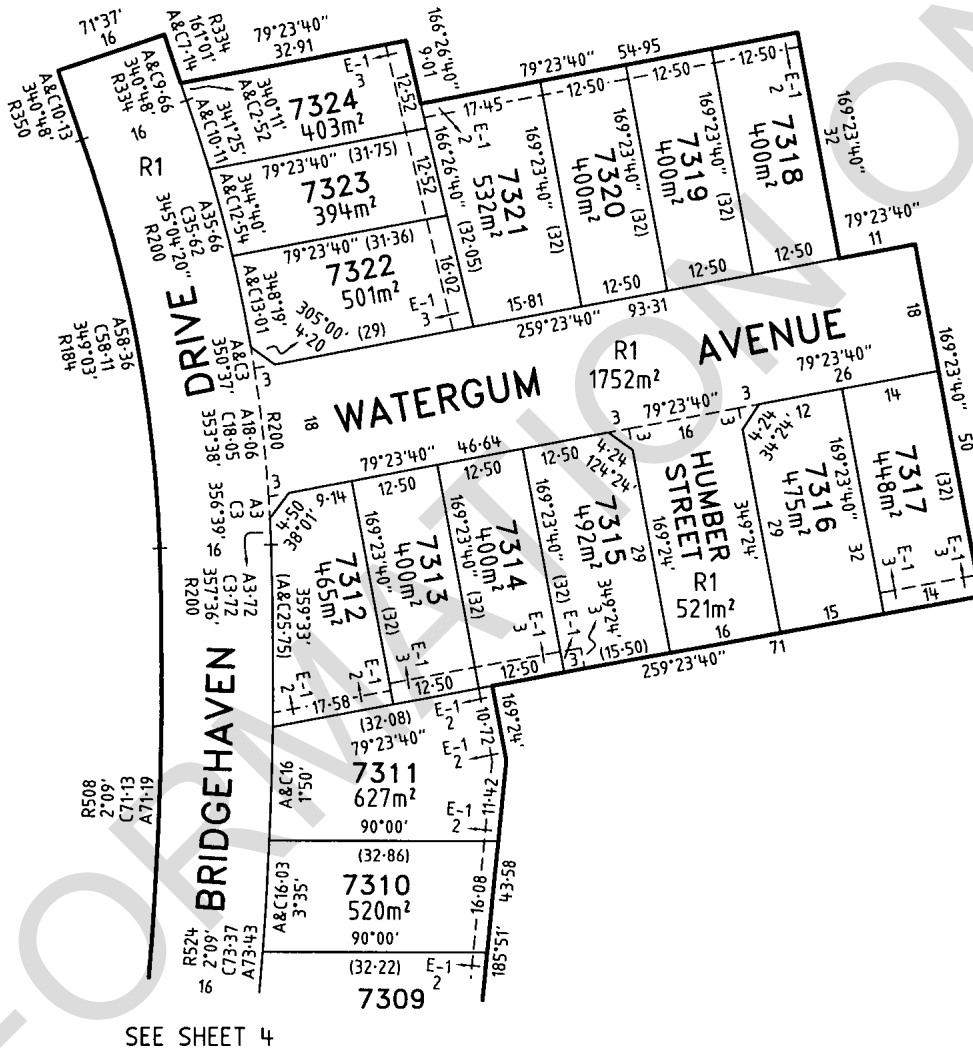 71°37'
16
R334
161°01'
A&C7·14
79°23'40"
32·91
166°26'40"
9·01
79°23'40"
54·95
A&C10·13
340°48'
R350
A&C9·66
340°48'
R334
16
R1
341°25'
A&C10·11
340°11'
A&C2·52
7324
403m²
E-1
3
12·52
79°23'40" (31·75)
344°40'
A&C12·54
7323
394m²
12·52
79°23'40" (31·36)
7322
501m²
16·02
E-1
3
348°19'
A&C13·01
305°00'
4·20
(29)
17·45
E-1
2
166°26'40" (32·05)
7321
532m²
15·81
169°23'40"
(32)
12·50
7320
400m²
12·50
169°23'40"
(32)
12·50
7319
400m²
12·50
169°23'40"
(32)
12·50
E-1
2
7318
400m²
12·50
169°23'40"
32
79°23'40"
11
259°23'40"
93·31
A35·66
C35·62
345°04'20"
R200
A58·36
C58·11
349°03'
R184
DRIVE
A&C3
350°37'
3
R200
A18·06
C18·05
353°38'
18
WATERGUM
R1
1752m²
AVENUE
18
169°23'40"
50
79°23'40"
26
3
79°23'40"
3
3
16
3
79°23'40"
46·64
3
A3
C3
356°39'
16
4·50
38°01'
9·14
12·50
12·50
12·50
4·24
124°24'
4·24
34°24'
12
14
A3·72
C3·72
357°36'
R200
359°33'
(A&C25·75)
7312
465m²
E-1
2
E-1
2
17·58
169°23'40"
(32)
7313
400m²
E-1
3
12·50
169°23'40"
(32)
7314
400m²
E-1
3
12·50
169°23'40"
(32)
E-1
3
7315
492m²
29
349°24'
3
(15·50)
169°24'
HUMBER
STREET
R1
521m²
16
349°24'
7316
475m²
29
15
169°23'40"
32
7317
448m²
(32)
E-1
3
E-1
3
14
259°23'40"
71
BRIDGEHAVEN
(32·08)
79°23'40"
E-1
2
10·72
169°24'
A&C16
1°50'
7311
627m²
90°00'
E-1
2
11·42
E-1
2
R508
2°09'
C71·13
A71·19
(32·86)
A&C16·03
3°35'
7310
520m²
90°00'
16·08
43·58
185°51'
R524
2°09'
C73·37
A73·43
16
(32·22)
E-1
2
7309
SEE SHEET 4
FORMATION ON